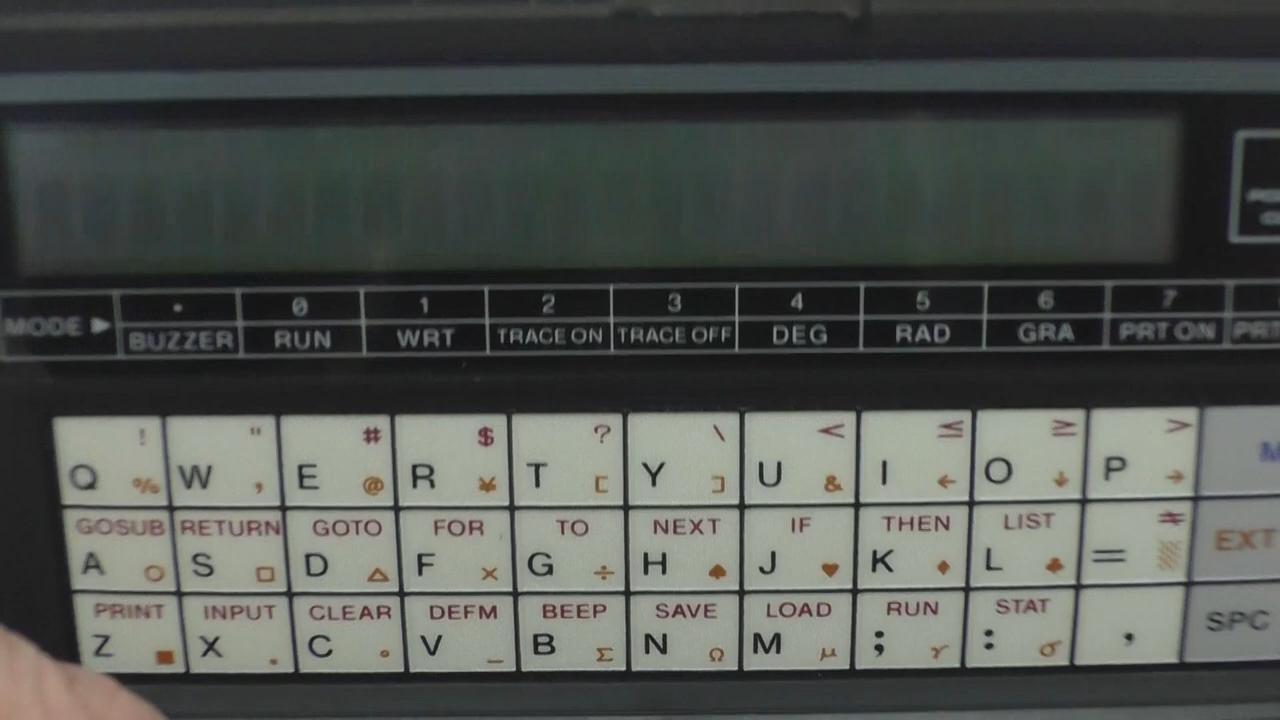 MODE ▶ . 0 1 2 3 4 5 6 7
BUZZER RUN WRT TRACE ON TRACE OFF DEG RAD GRA PRT ON
! " # $ ? \ < ≤ ≥ >
Q % W , E @ R ¥ T [ Y ] U & I ← O ↓ P →
GOSUB RETURN GOTO FOR TO NEXT IF THEN LIST ≠
A ○ S □ D △ F × G ÷ H ♠ J ♥ K ♦ L ♣ = EXT
PRINT INPUT CLEAR DEFM BEEP SAVE LOAD RUN STAT
Z ■ X . C ° V _ B Σ N Ω M μ ; γ : σ , SPC